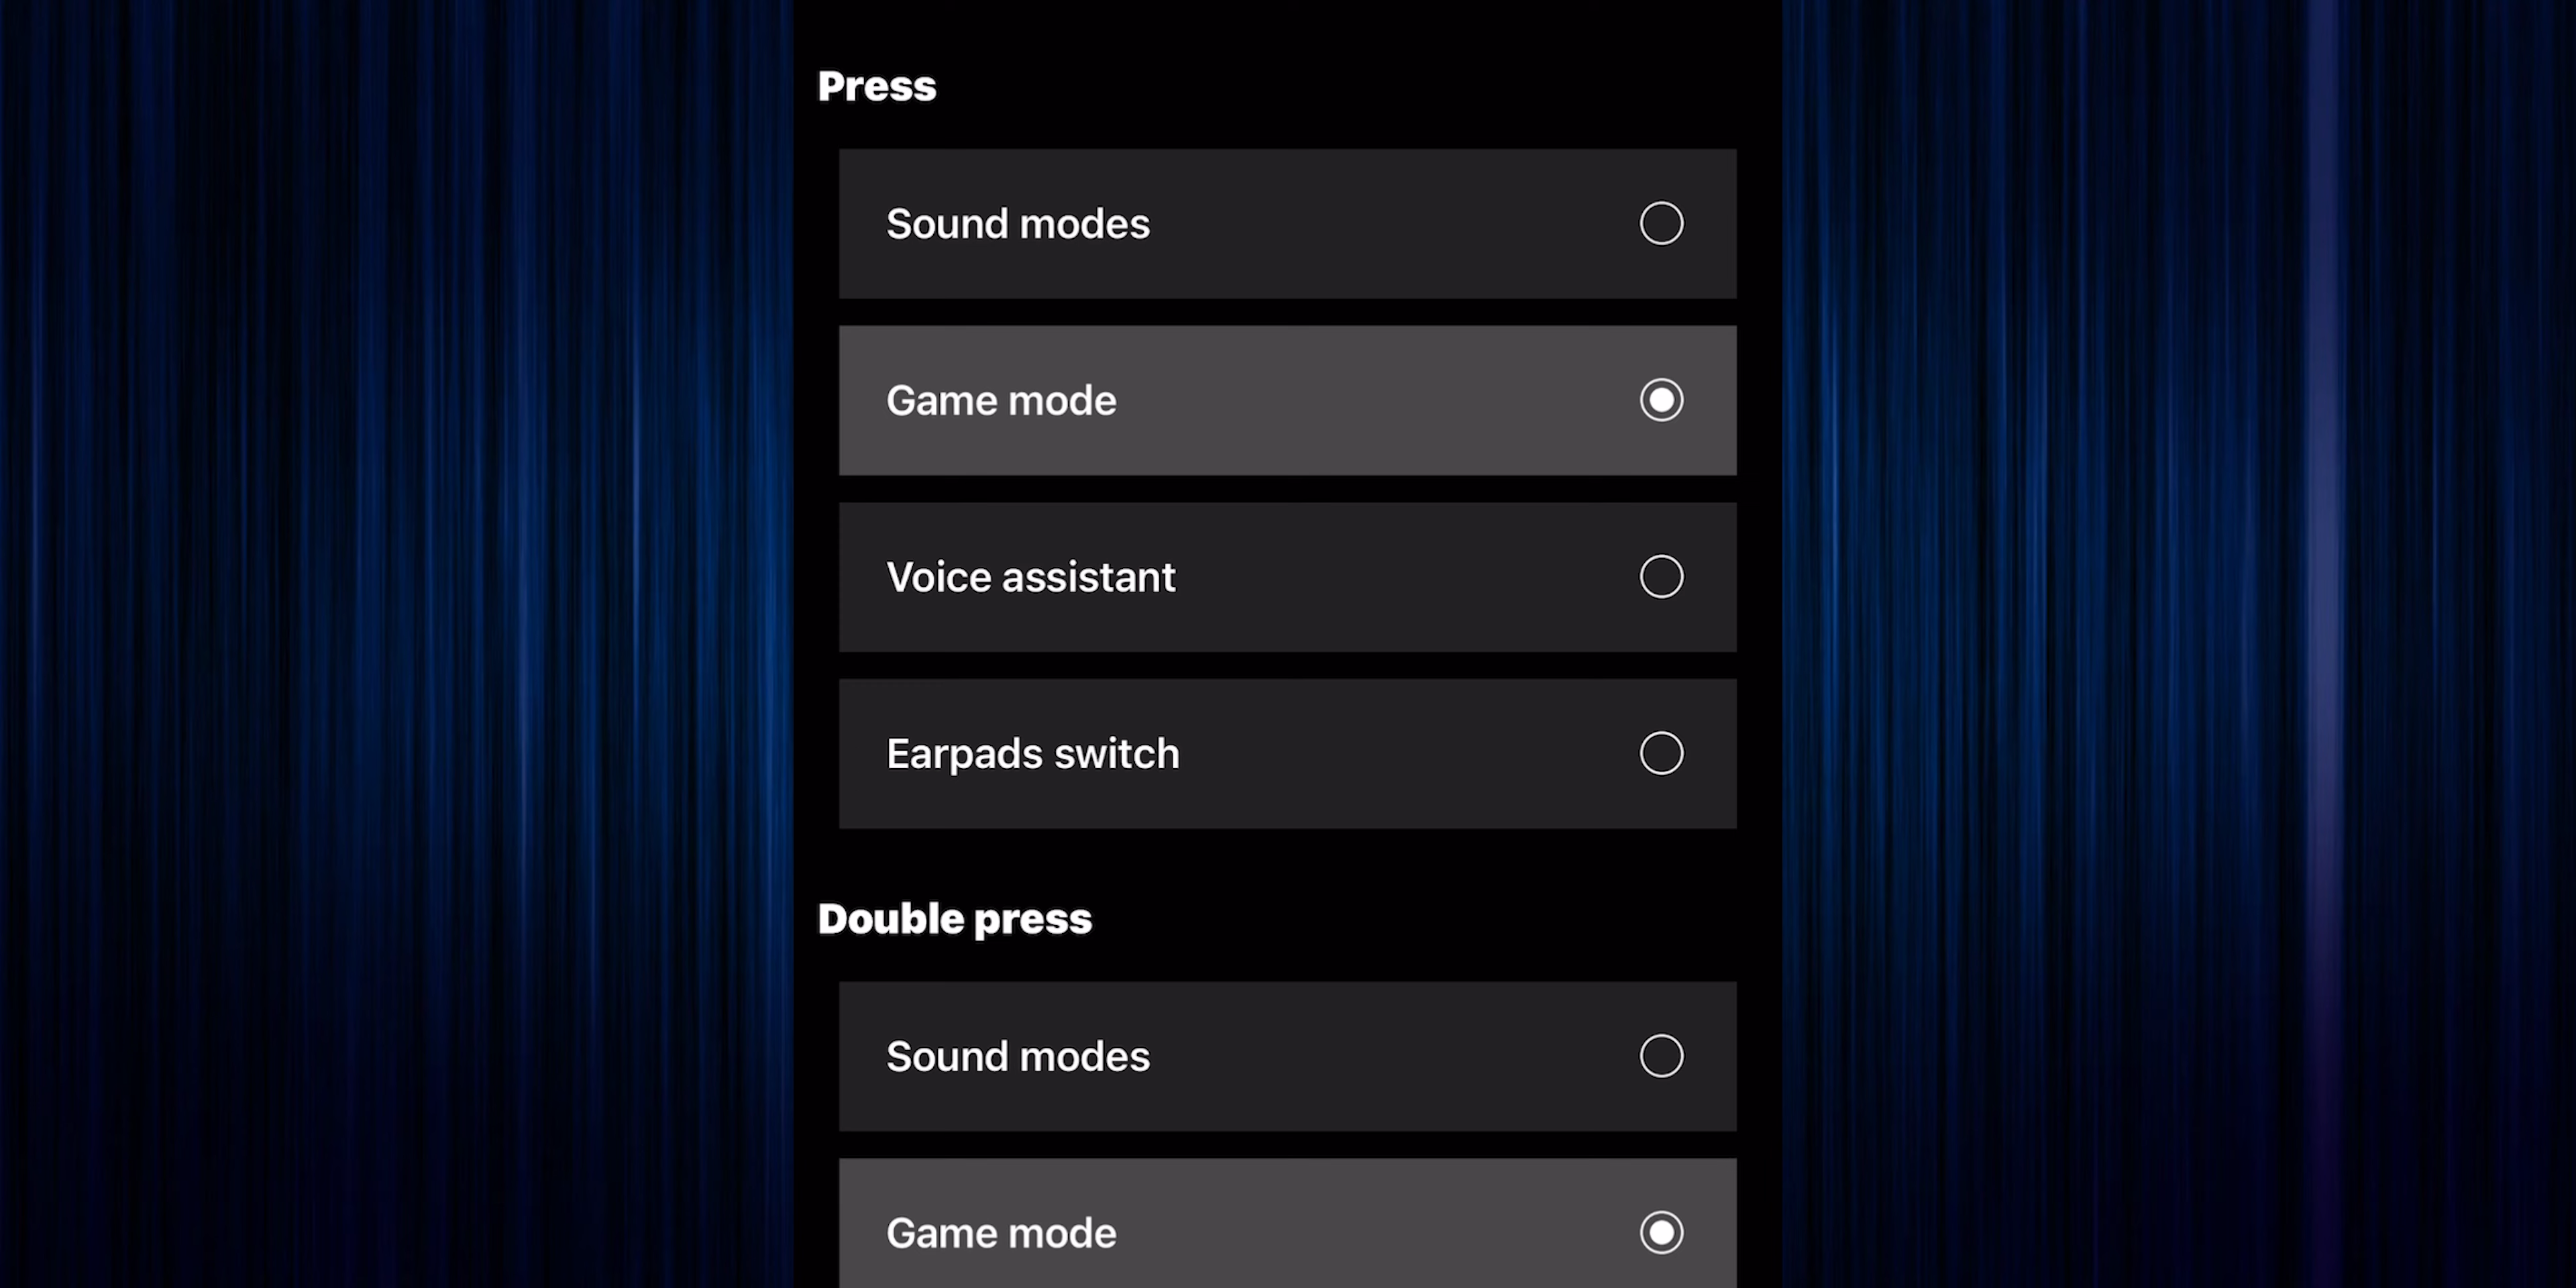 Press
Sound modes
Game mode
Voice assistant
Earpads switch
Double press
Sound modes
Game mode